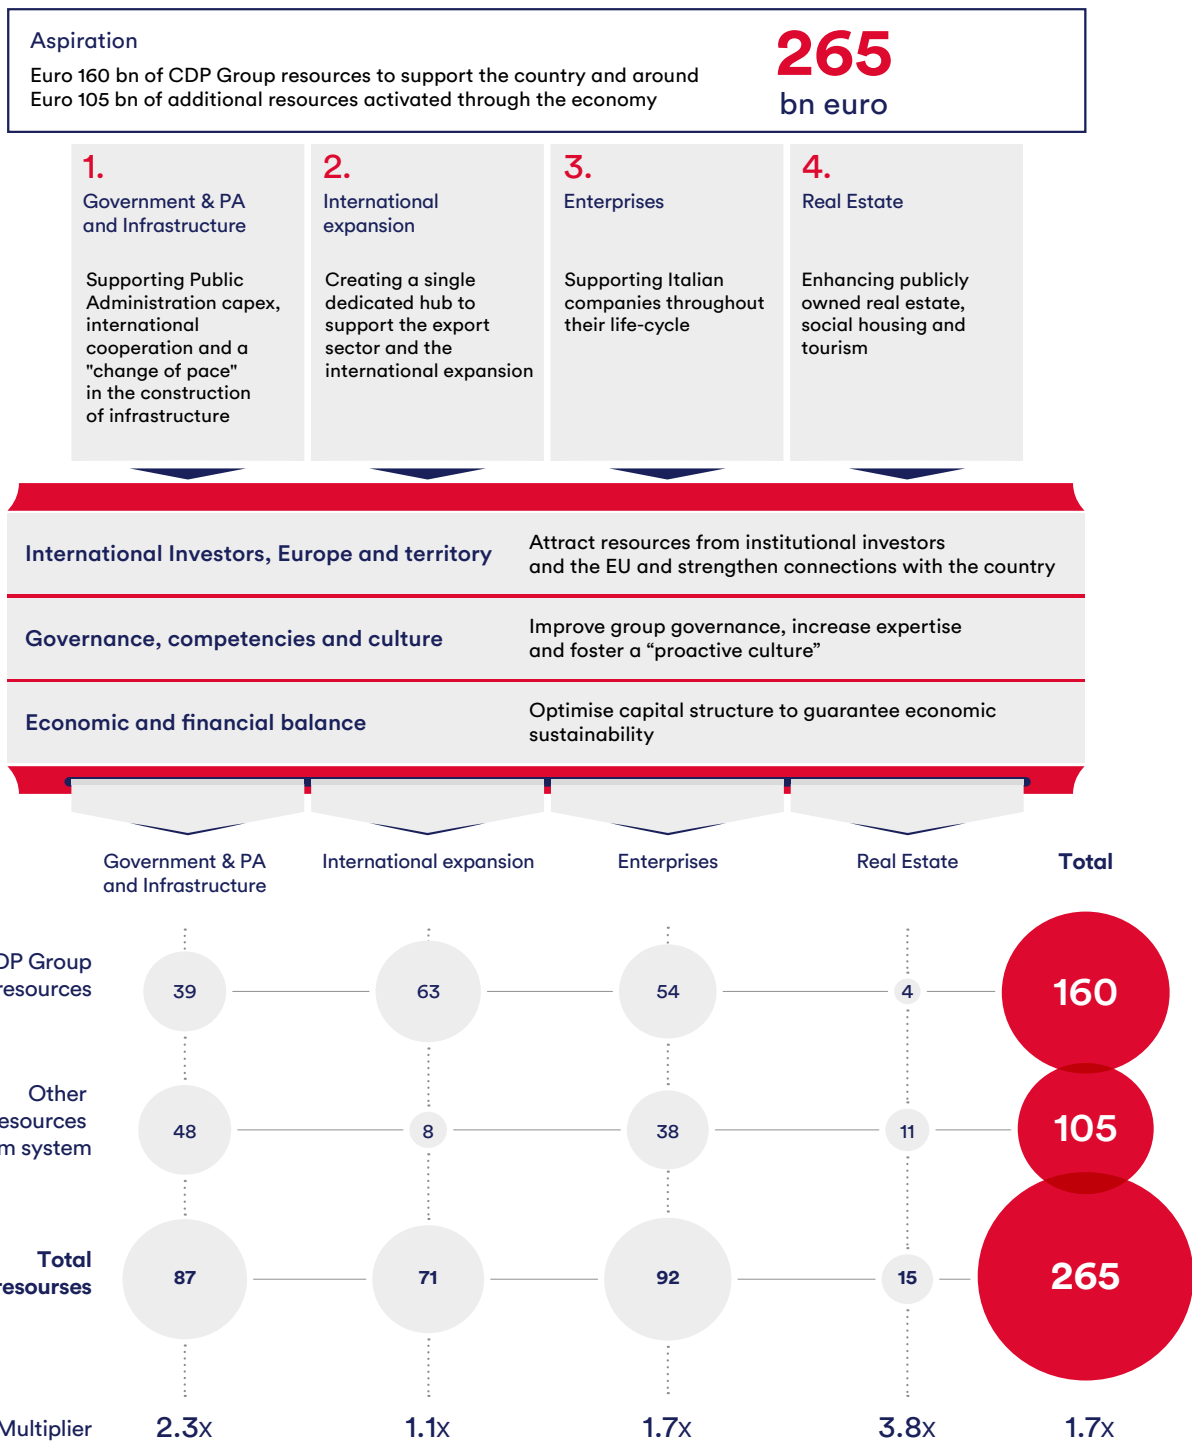 Aspiration
Euro 160 bn of CDP Group resources to support the country and around
Euro 105 bn of additional resources activated through the economy
265
bn euro
1.
Government & PA
and Infrastructure
Supporting Public
Administration capex,
international
cooperation and a
"change of pace"
in the construction
of infrastructure
2.
International
expansion
Creating a single
dedicated hub to
support the export
sector and the
international expansion
3.
Enterprises
Supporting Italian
companies throughout
their life-cycle
4.
Real Estate
Enhancing publicly
owned real estate,
social housing and
tourism
International Investors, Europe and territory
Attract resources from institutional investors
and the EU and strengthen connections with the country
Governance, competencies and culture
Improve group governance, increase expertise
and foster a “proactive culture”
Economic and financial balance
Optimise capital structure to guarantee economic
sustainability
Government & PA
and Infrastructure
International expansion
Enterprises
Real Estate
Total
DP Group
resources
39
63
54
4
160
Other
esources
m system
48
8
38
11
105
Total
resourses
87
71
92
15
265
Multiplier
2.3x
1.1x
1.7x
3.8x
1.7x